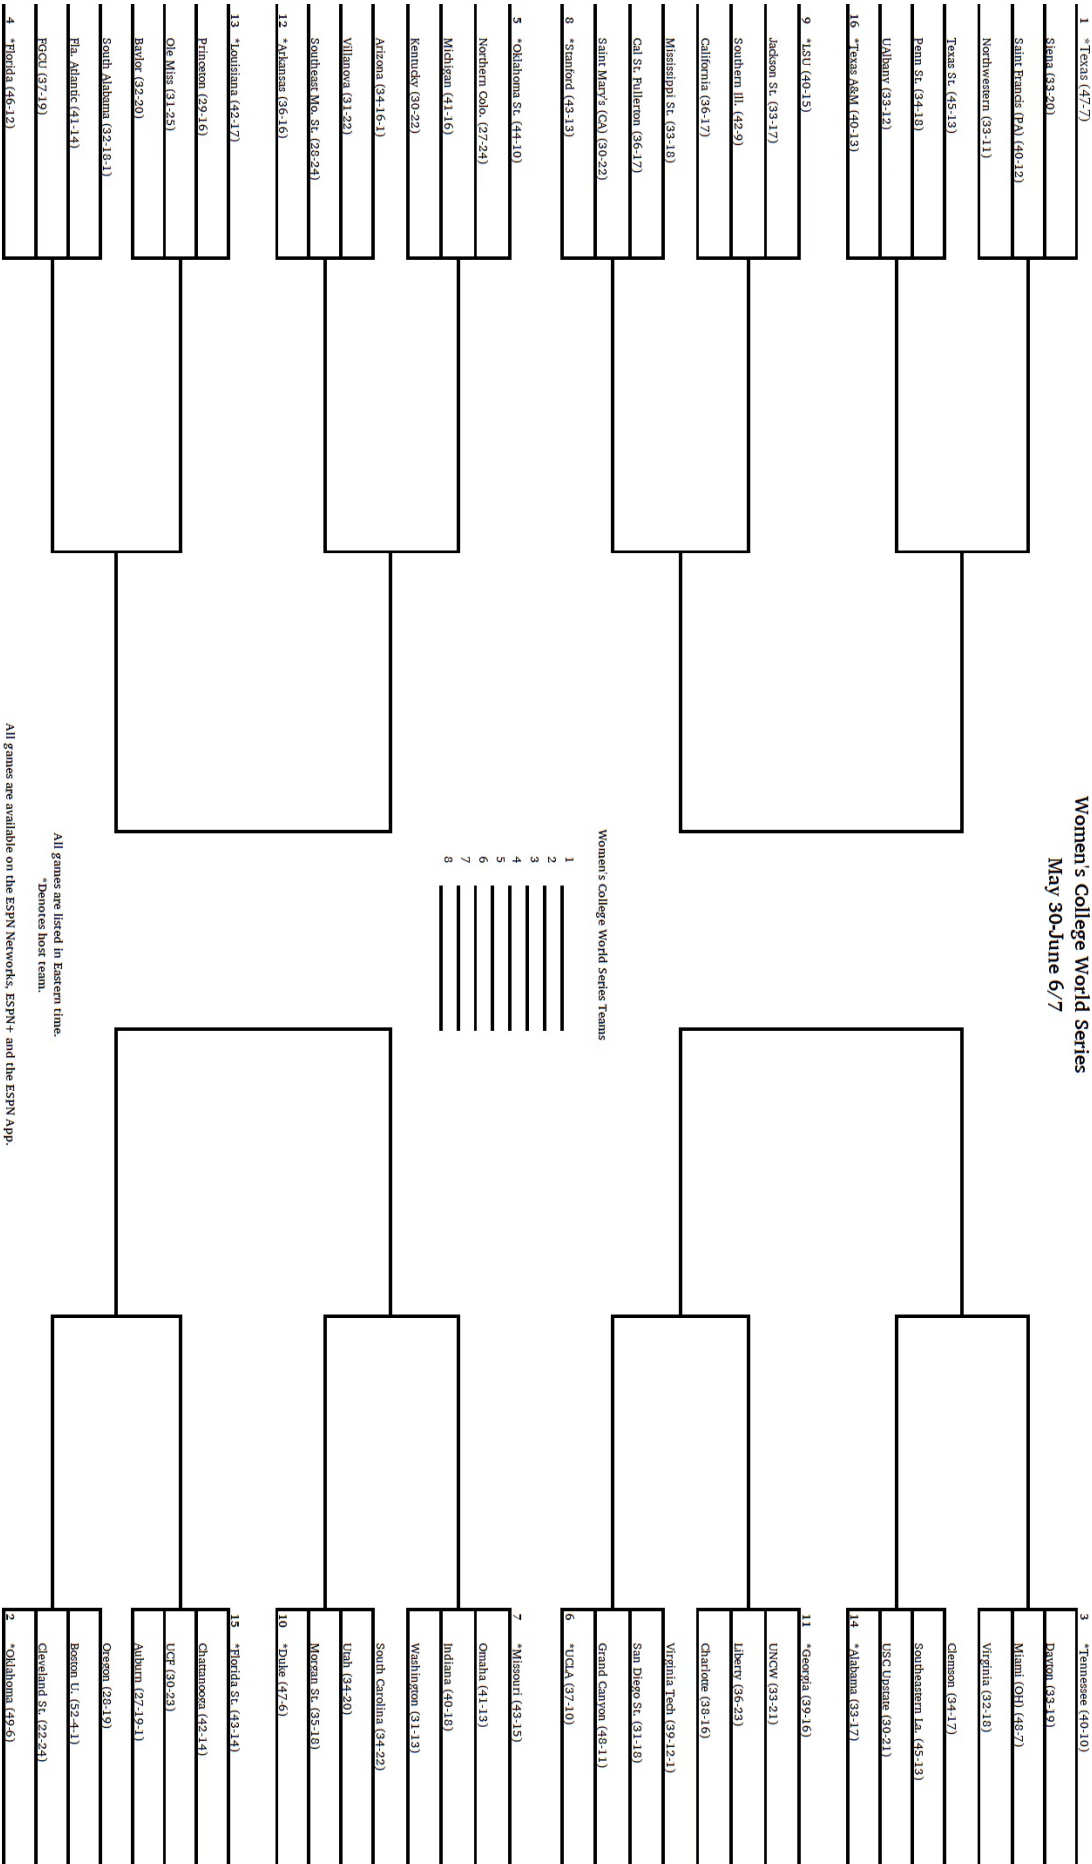 Women's College World Series
May 30-June 6/7
1 *Texas (47-7)
Siena (33-20)
Saint Francis (PA) (40-12)
Northwestern (33-11)
Texas St. (45-13)
Penn St. (34-18)
UAlbany (33-12)
16 *Texas A&M (40-13)
9 *LSU (40-15)
Jackson St. (33-17)
Southern Ill. (42-9)
California (36-17)
Mississippi St. (33-18)
Cal St. Fullerton (36-17)
Saint Mary's (CA) (30-22)
8 *Stanford (43-13)
5 *Oklahoma St. (44-10)
Northern Colo. (27-24)
Michigan (41-16)
Kentucky (30-22)
Arizona (34-16-1)
Villanova (31-22)
Southeast Mo. St. (28-24)
12 *Arkansas (36-16)
13 *Louisiana (42-17)
Princeton (29-16)
Ole Miss (31-25)
Baylor (32-20)
South Alabama (32-18-1)
Fla. Atlantic (41-14)
FGCU (37-19)
4 *Florida (46-12)
Women's College World Series Teams
1
2
3
4
5
6
7
8
3 *Tennessee (40-10)
Dayton (33-19)
Miami (OH) (48-7)
Virginia (32-18)
Clemson (34-17)
Southeastern La. (45-13)
USC Upstate (30-21)
14 *Alabama (33-17)
11 *Georgia (39-16)
UNCW (33-21)
Liberty (36-23)
Charlotte (38-16)
Virginia Tech (39-12-1)
San Diego St. (31-18)
Grand Canyon (48-11)
6 *UCLA (37-10)
7 *Missouri (43-15)
Omaha (41-13)
Indiana (40-18)
Washington (31-13)
South Carolina (34-22)
Utah (34-20)
Morgan St. (35-18)
10 *Duke (47-6)
15 *Florida St. (43-14)
Chattanooga (42-14)
UCF (30-23)
Auburn (27-19-1)
Oregon (28-19)
Boston U. (52-4-1)
Cleveland St. (22-24)
2 *Oklahoma (49-6)
All games are listed in Eastern time.
*Denotes host team.
All games are available on the ESPN Networks, ESPN+ and the ESPN App.